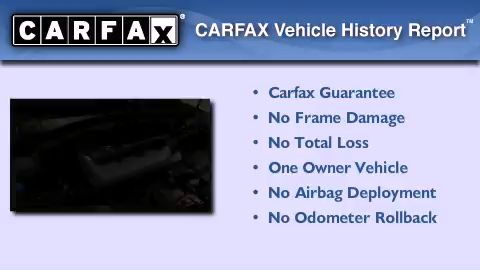 CARFAX® CARFAX Vehicle History Report™
• Carfax Guarantee
• No Frame Damage
• No Total Loss
• One Owner Vehicle
• No Airbag Deployment
• No Odometer Rollback